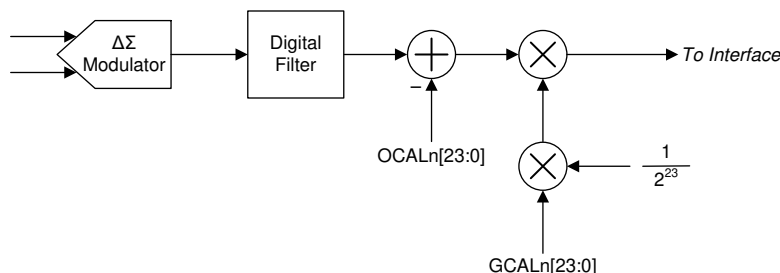 ΔΣ
Modulator
Digital
Filter
To Interface
–
OCALn[23:0]
1
2²³
GCALn[23:0]